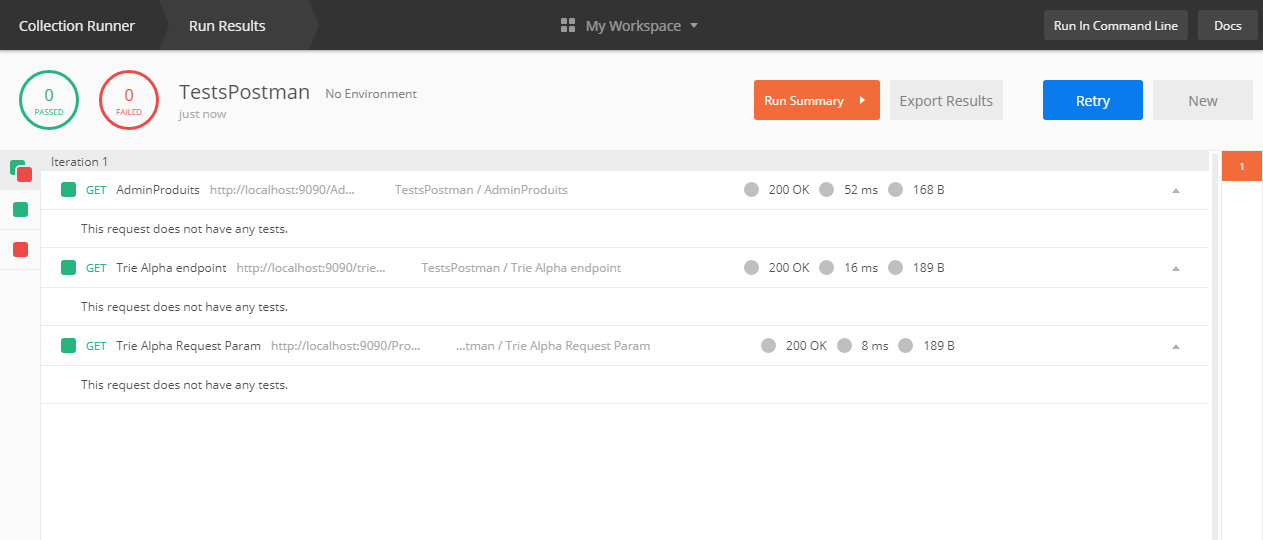 Collection Runner Run Results My Workspace Run In Command Line Docs
0 PASSED 0 FAILED TestsPostman No Environment Run Summary Export Results Retry New
just now
Iteration 1 1
GET AdminProduits http://localhost:9090/Ad... TestsPostman / AdminProduits 200 OK 52 ms 168 B
This request does not have any tests.
GET Trie Alpha endpoint http://localhost:9090/trie... TestsPostman / Trie Alpha endpoint 200 OK 16 ms 189 B
This request does not have any tests.
GET Trie Alpha Request Param http://localhost:9090/Pro... ...tman / Trie Alpha Request Param 200 OK 8 ms 189 B
This request does not have any tests.